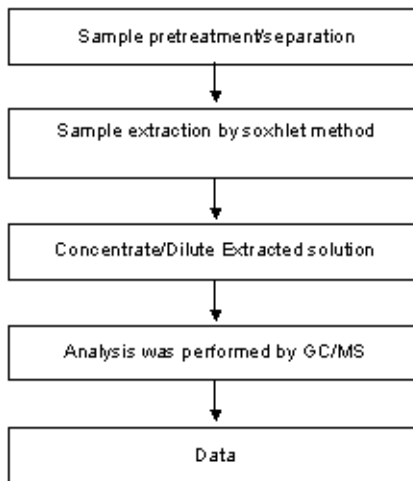 Sample pretreatment/separation
Sample extraction by soxhlet method
Concentrate/Dilute Extracted solution
Analysis was performed by GC/MS
Data